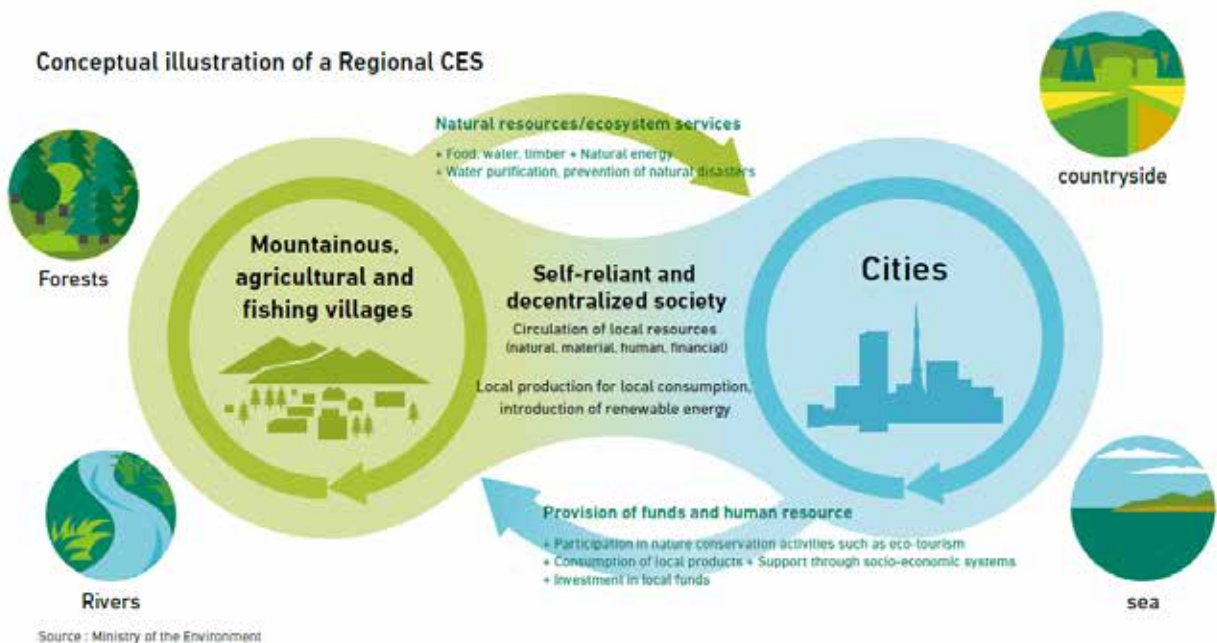 Conceptual illustration of a Regional CES
Natural resources/ecosystem services
+ Food, water, timber + Natural energy
+ Water purification, prevention of natural disasters
countryside
Forests
Mountainous,
agricultural and
fishing villages
Self-reliant and
decentralized society
Circulation of local resources
(natural, material, human, financial)
Local production for local consumption,
introduction of renewable energy
Cities
Provision of funds and human resource
+ Participation in nature conservation activities such as eco-tourism
+ Consumption of local products + Support through socio-economic systems
+ Investment in local funds
Rivers
sea
Source : Ministry of the Environment